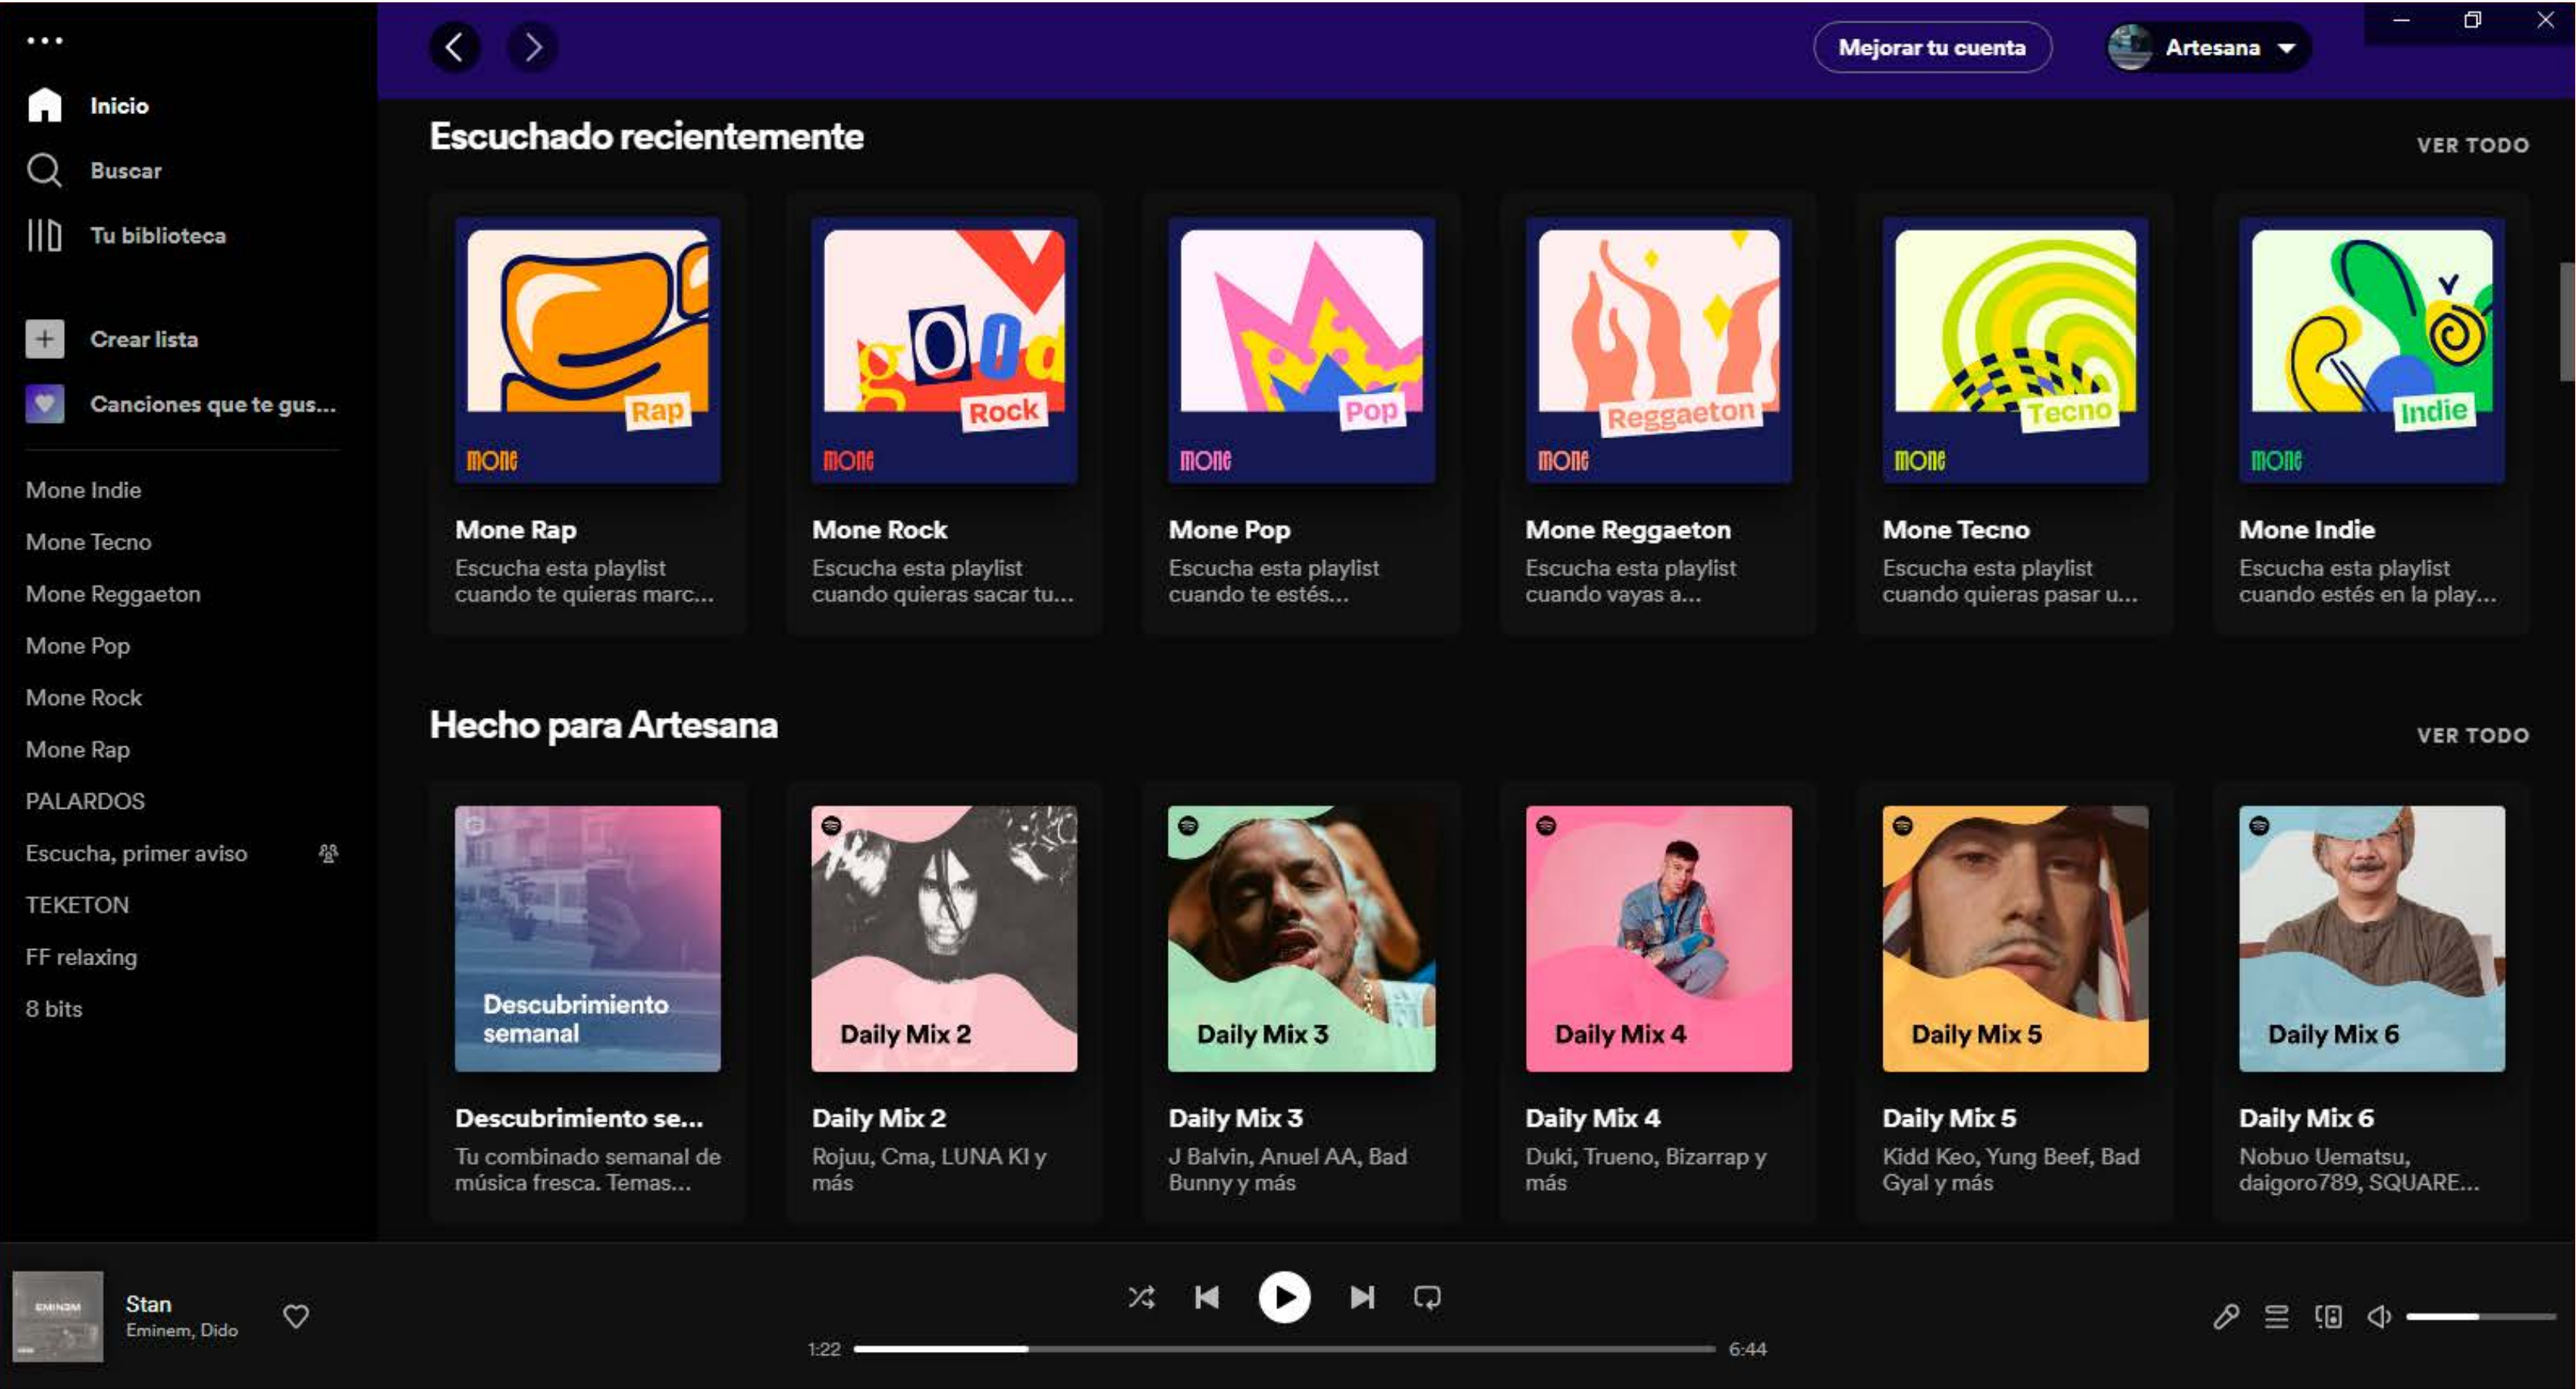 Inicio
Buscar
Tu biblioteca
Crear lista
Canciones que te gus...
Mone Indie
Mone Tecno
Mone Reggaeton
Mone Pop
Mone Rock
Mone Rap
PALARDOS
Escucha, primer aviso
TEKETON
FF relaxing
8 bits
Mejorar tu cuenta
Artesana
Escuchado recientemente
VER TODO
Rap
mone
Mone Rap
Escucha esta playlist
cuando te quieras marc...
good
Rock
mone
Mone Rock
Escucha esta playlist
cuando quieras sacar tu...
Pop
mone
Mone Pop
Escucha esta playlist
cuando te estés...
Reggaeton
mone
Mone Reggaeton
Escucha esta playlist
cuando vayas a...
Tecno
mone
Mone Tecno
Escucha esta playlist
cuando quieras pasar u...
Indie
mone
Mone Indie
Escucha esta playlist
cuando estés en la play...
Hecho para Artesana
VER TODO
Descubrimiento
semanal
Descubrimiento se...
Tu combinado semanal de
música fresca. Temas...
Daily Mix 2
Daily Mix 2
Rojuu, Cma, LUNA KI y
más
Daily Mix 3
Daily Mix 3
J Balvin, Anuel AA, Bad
Bunny y más
Daily Mix 4
Daily Mix 4
Duki, Trueno, Bizarrap y
más
Daily Mix 5
Daily Mix 5
Kidd Keo, Yung Beef, Bad
Gyal y más
Daily Mix 6
Daily Mix 6
Nobuo Uematsu,
daigoro789, SQUARE...
EMINEM
Stan
Eminem, Dido
1:22
6:44